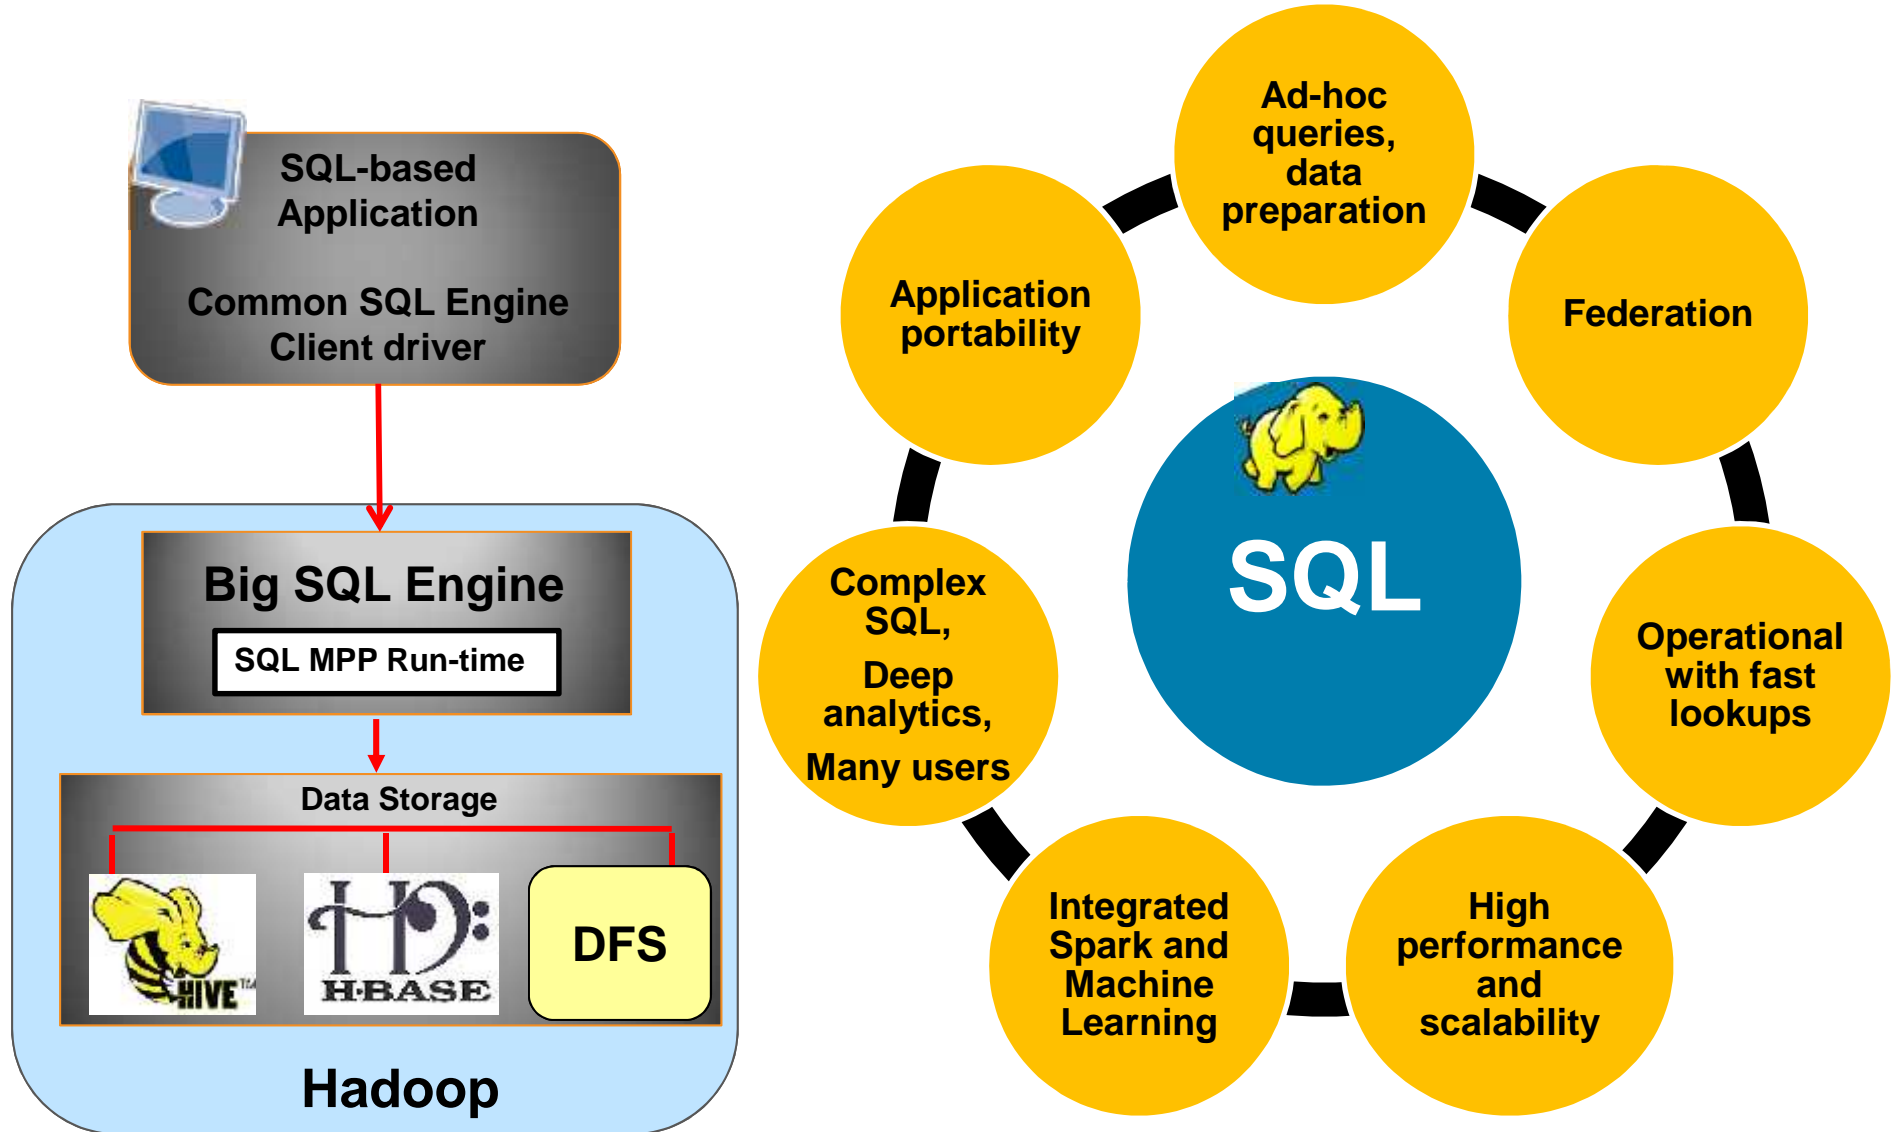 SQL-based
Application
Common SQL Engine
Client driver
Big SQL Engine
SQL MPP Run-time
Data Storage
HIVE™
H·BASE
DFS
Hadoop
Ad-hoc
queries,
data
preparation
Federation
Operational
with fast
lookups
High
performance
and
scalability
Integrated
Spark and
Machine
Learning
Complex
SQL,
Deep
analytics,
Many users
Application
portability
SQL